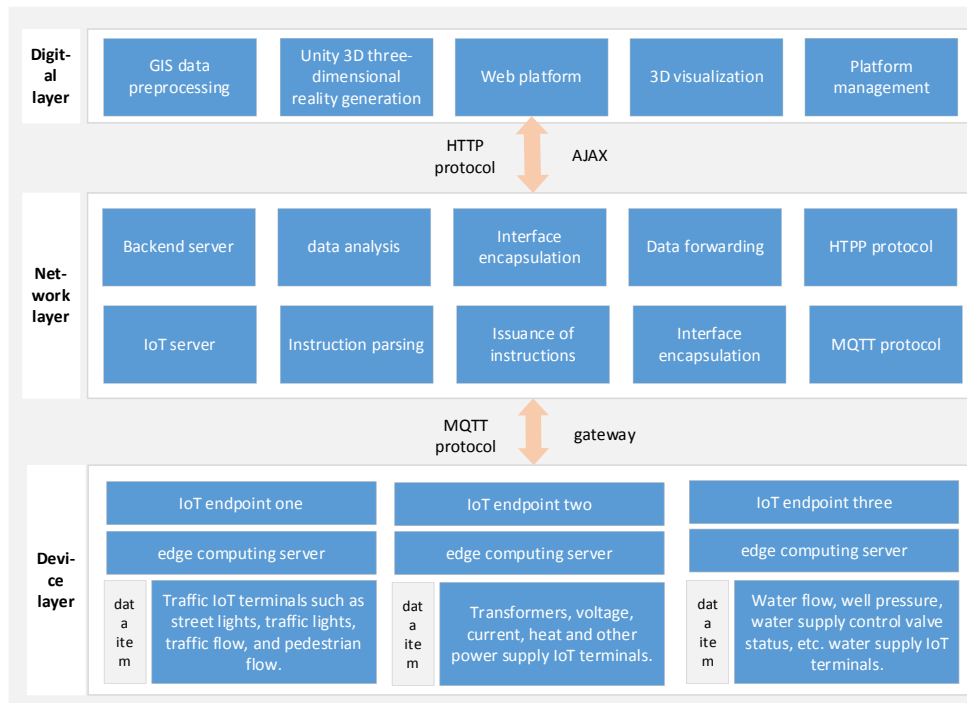 Digit-
al
layer
GIS data
preprocessing
Unity 3D three-
dimensional
reality generation
Web platform
3D visualization
Platform
management
HTTP
protocol
AJAX
Net-
work
layer
Backend server
data analysis
Interface
encapsulation
Data forwarding
HTPP protocol
IoT server
Instruction parsing
Issuance of
instructions
Interface
encapsulation
MQTT protocol
MQTT
protocol
gateway
Devi-
ce
layer
IoT endpoint one
edge computing server
dat
a
ite
m
Traffic IoT terminals such as
street lights, traffic lights,
traffic flow, and pedestrian
flow.
IoT endpoint two
edge computing server
dat
a
ite
m
Transformers, voltage,
current, heat and other
power supply IoT terminals.
IoT endpoint three
edge computing server
dat
a
ite
m
Water flow, well pressure,
water supply control valve
status, etc. water supply IoT
terminals.